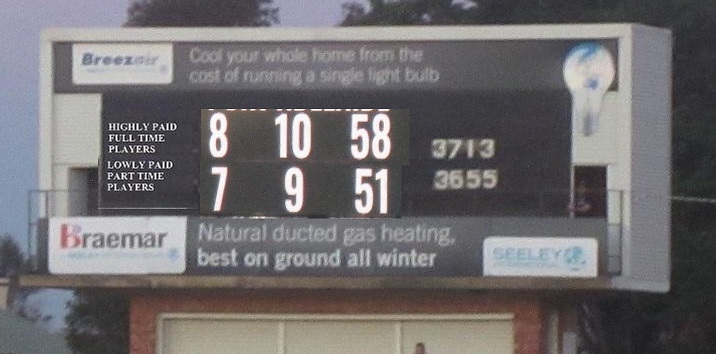 Breezair
Cool your whole home from the
cost of running a single light bulb
HIGHLY PAID
FULL TIME
PLAYERS
8 10 58 3713
LOWLY PAID
PART TIME
PLAYERS
7 9 51 3655
Braemar
Natural ducted gas heating,
best on ground all winter
SEELEY
INTERNATIONAL